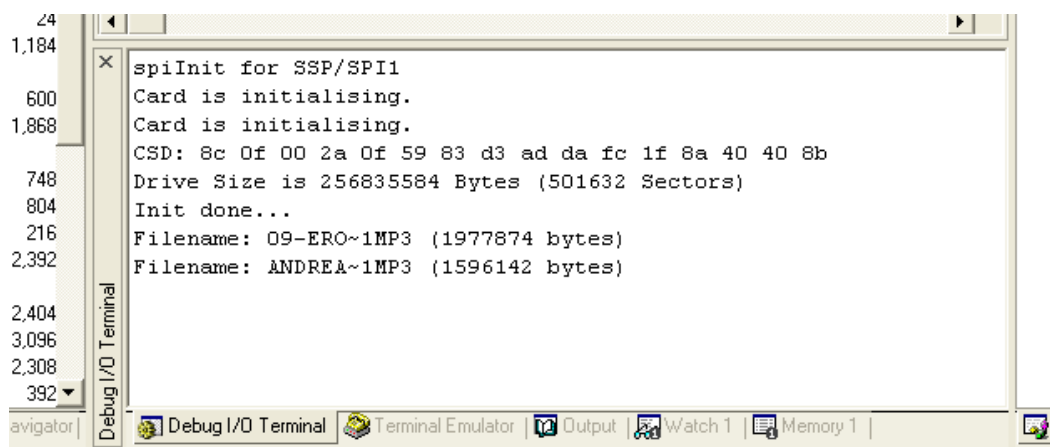 24
1,184
600
1,868
748
804
216
2,392
2,404
3,096
2,308
392
avigator
Debug I/O Terminal
spiInit for SSP/SPI1
Card is initialising.
Card is initialising.
CSD: 8c 0f 00 2a 0f 59 83 d3 ad da fc 1f 8a 40 40 8b
Drive Size is 256835584 Bytes (501632 Sectors)
Init done...
Filename: 09-ERO~1MP3 (1977874 bytes)
Filename: ANDREA~1MP3 (1596142 bytes)
Debug I/O Terminal Terminal Emulator Output Watch 1 Memory 1